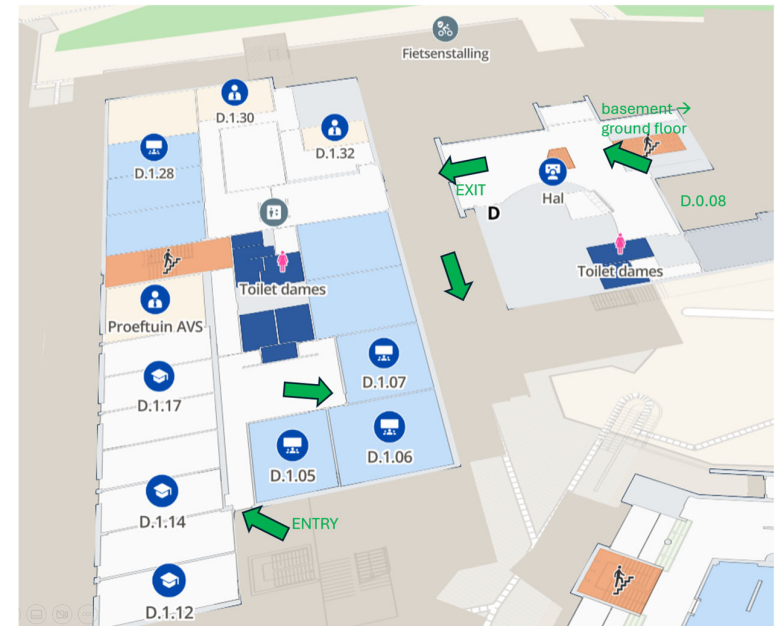 Fietsenstalling
D.1.30
D.1.32
D.1.28
basement →
ground floor
EXIT
Hal
D.0.08
D
Toilet dames
Toilet dames
Proeftuin AVS
D.1.17
D.1.07
D.1.06
D.1.05
D.1.14
ENTRY
D.1.12